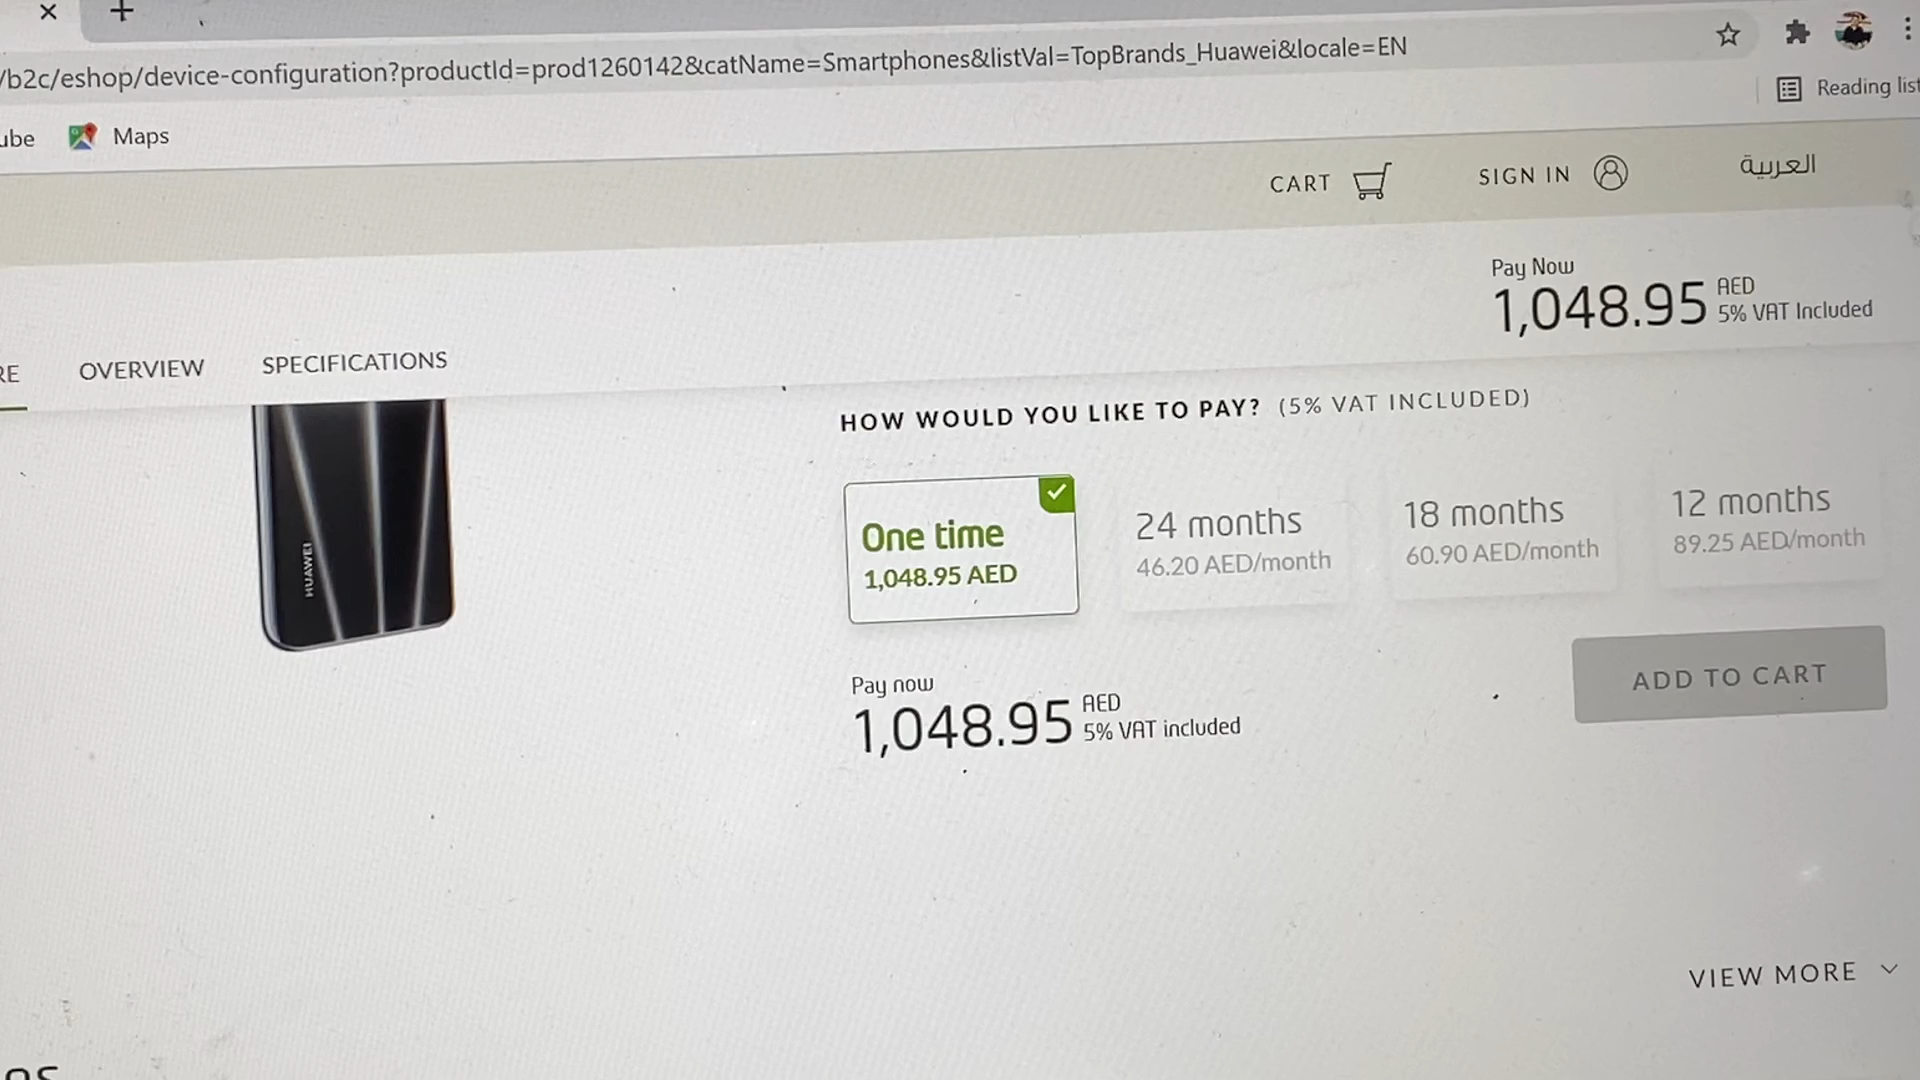 /b2c/eshop/device-configuration?productId=prod1260142&catName=Smartphones&listVal=TopBrands_Huawei&locale=EN
Reading list
ube
Maps
CART
SIGN IN
العربية
Pay Now
1,048.95 AED
5% VAT Included
RE
OVERVIEW
SPECIFICATIONS
HOW WOULD YOU LIKE TO PAY? (5% VAT INCLUDED)
One time
1,048.95 AED
24 months
46.20 AED/month
18 months
60.90 AED/month
12 months
89.25 AED/month
HUAWEI
ADD TO CART
Pay now
1,048.95 AED
5% VAT included
VIEW MORE